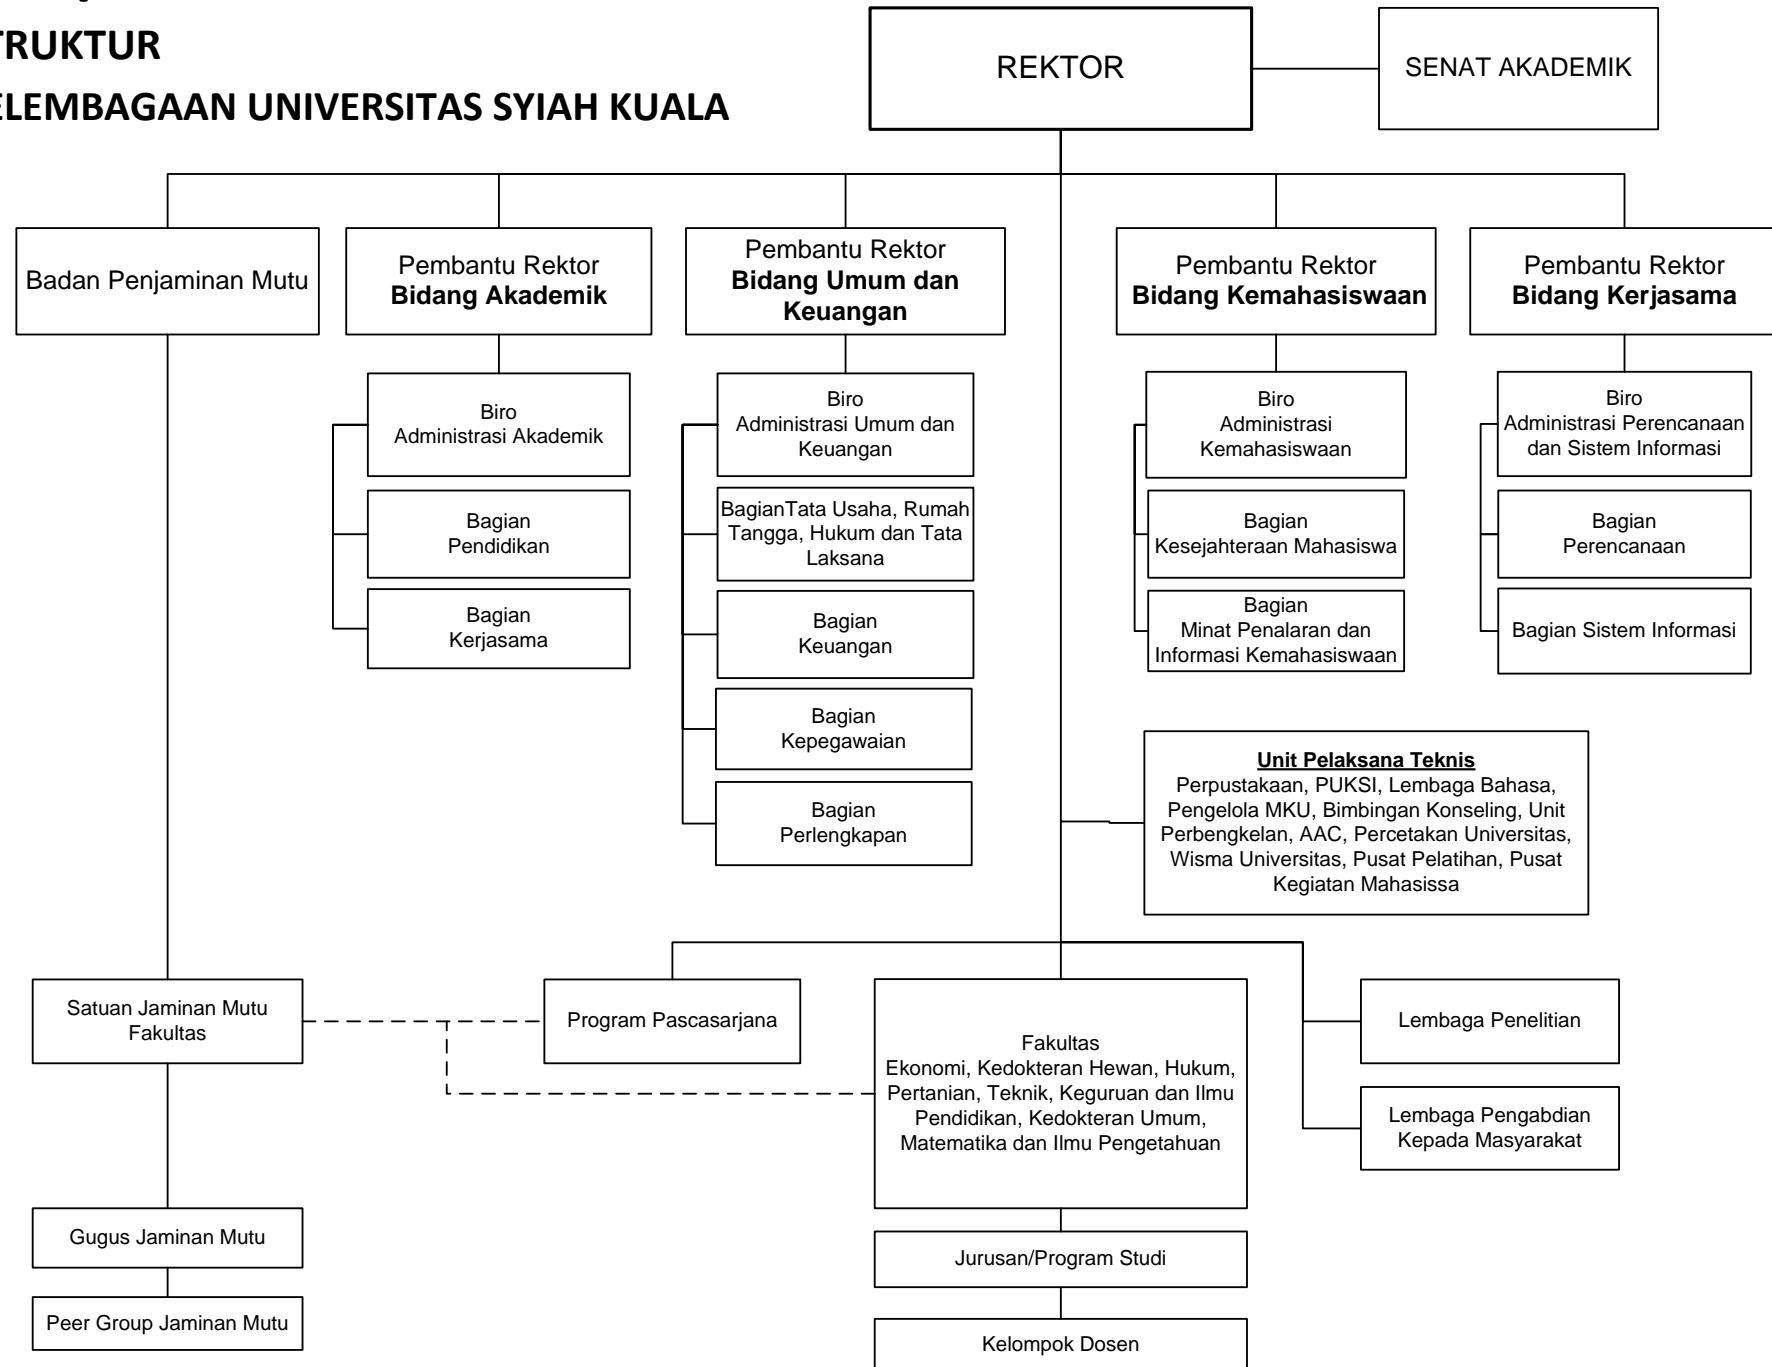 TRUKTUR
ELEMBAGAAN UNIVERSITAS SYIAH KUALA
REKTOR
SENAT AKADEMIK
Badan Penjaminan Mutu
Pembantu Rektor
Bidang Akademik
Pembantu Rektor
Bidang Umum dan
Keuangan
Pembantu Rektor
Bidang Kemahasiswaan
Pembantu Rektor
Bidang Kerjasama
Biro
Administrasi Akademik
Bagian
Pendidikan
Bagian
Kerjasama
Biro
Administrasi Umum dan
Keuangan
BagianTata Usaha, Rumah
Tangga, Hukum dan Tata
Laksana
Bagian
Keuangan
Bagian
Kepegawaian
Bagian
Perlengkapan
Biro
Administrasi
Kemahasiswaan
Bagian
Kesejahteraan Mahasiswa
Bagian
Minat Penalaran dan
Informasi Kemahasiswaan
Biro
Administrasi Perencanaan
dan Sistem Informasi
Bagian
Perencanaan
Bagian Sistem Informasi
Unit Pelaksana Teknis
Perpustakaan, PUKSI, Lembaga Bahasa,
Pengelola MKU, Bimbingan Konseling, Unit
Perbengkelan, AAC, Percetakan Universitas,
Wisma Universitas, Pusat Pelatihan, Pusat
Kegiatan Mahasissa
Satuan Jaminan Mutu
Fakultas
Program Pascasarjana
Fakultas
Ekonomi, Kedokteran Hewan, Hukum,
Pertanian, Teknik, Keguruan dan Ilmu
Pendidikan, Kedokteran Umum,
Matematika dan Ilmu Pengetahuan
Lembaga Penelitian
Lembaga Pengabdian
Kepada Masyarakat
Gugus Jaminan Mutu
Jurusan/Program Studi
Peer Group Jaminan Mutu
Kelompok Dosen